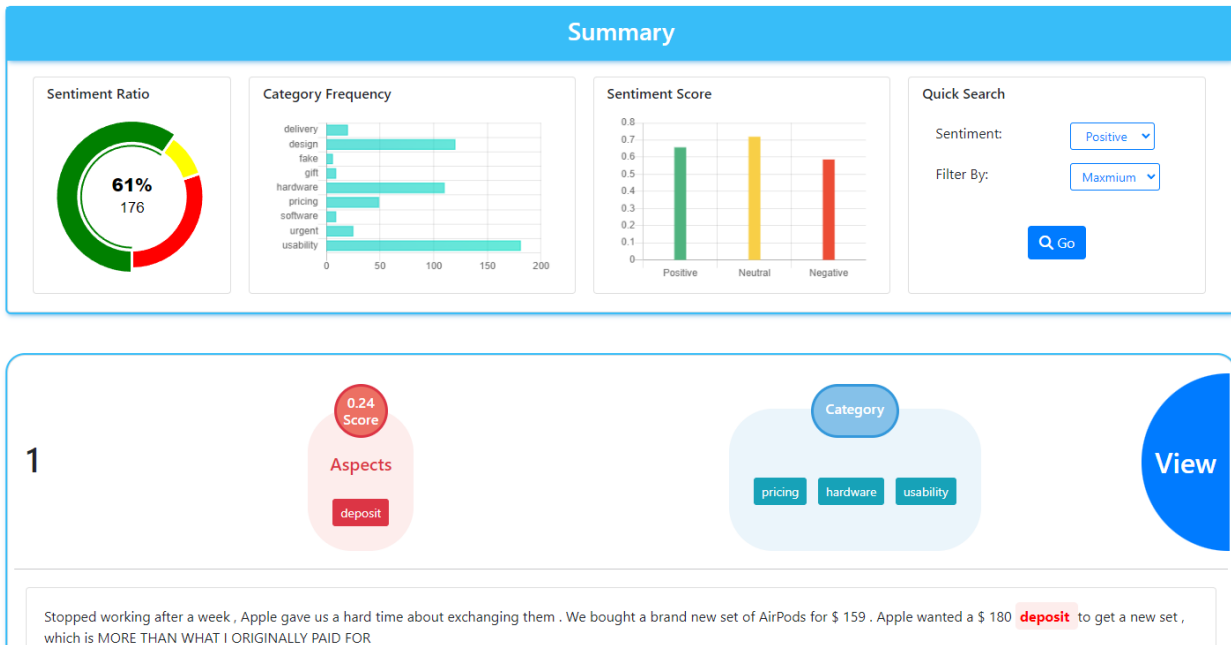 Summary
Sentiment Ratio
61%
176
Category Frequency
delivery
design
fake
gift
hardware
pricing
software
urgent
usability
0 50 100 150 200
Sentiment Score
0.8
0.7
0.6
0.5
0.4
0.3
0.2
0.1
0
Positive Neutral Negative
Quick Search
Sentiment: Positive
Filter By: Maxmium
Go
1
0.24
Score
Aspects
deposit
Category
pricing hardware usability
View
Stopped working after a week , Apple gave us a hard time about exchanging them . We bought a brand new set of AirPods for $ 159 . Apple wanted a $ 180 deposit to get a new set ,
which is MORE THAN WHAT I ORIGINALLY PAID FOR